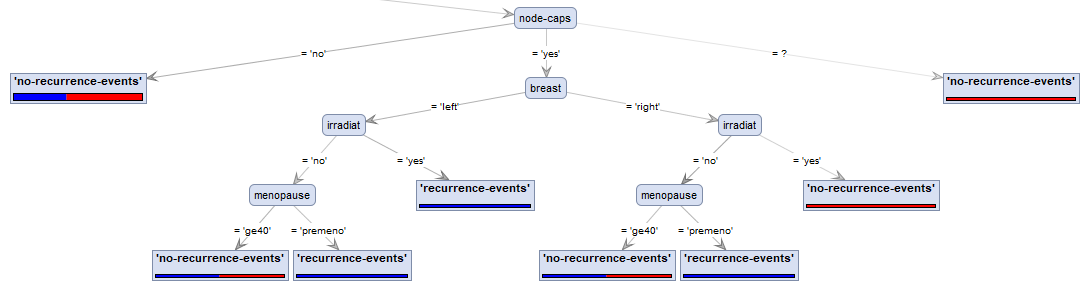 node-caps
= 'no'
= 'yes'
= ?
'no-recurrence-events'
breast
'no-recurrence-events'
= 'left'
= 'right'
irradiat
irradiat
= 'no'
= 'yes'
= 'no'
= 'yes'
menopause
'recurrence-events'
menopause
'no-recurrence-events'
= 'ge40'
= 'premeno'
= 'ge40'
= 'premeno'
'no-recurrence-events'
'recurrence-events'
'no-recurrence-events'
'recurrence-events'